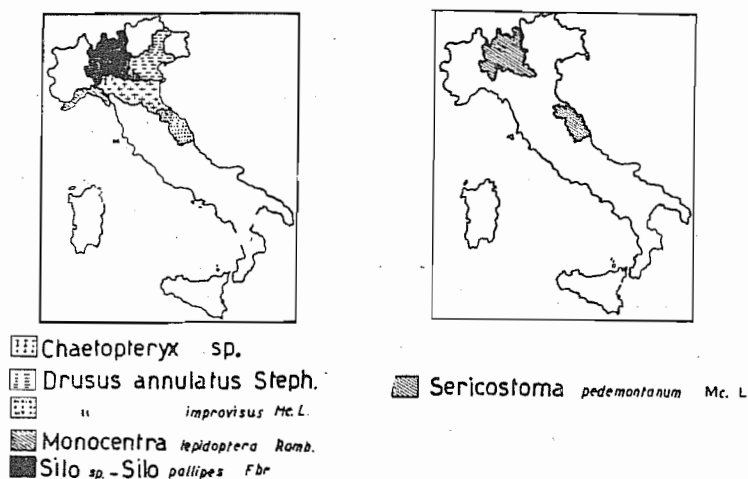 Chaetopteryx sp.
Drusus annulatus Steph.
" improvisus Mc. L.
Monocentra lepidoptera Ramb.
Silo sp.-Silo pallipes Fbr
Sericostoma pedemontanum Mc. L